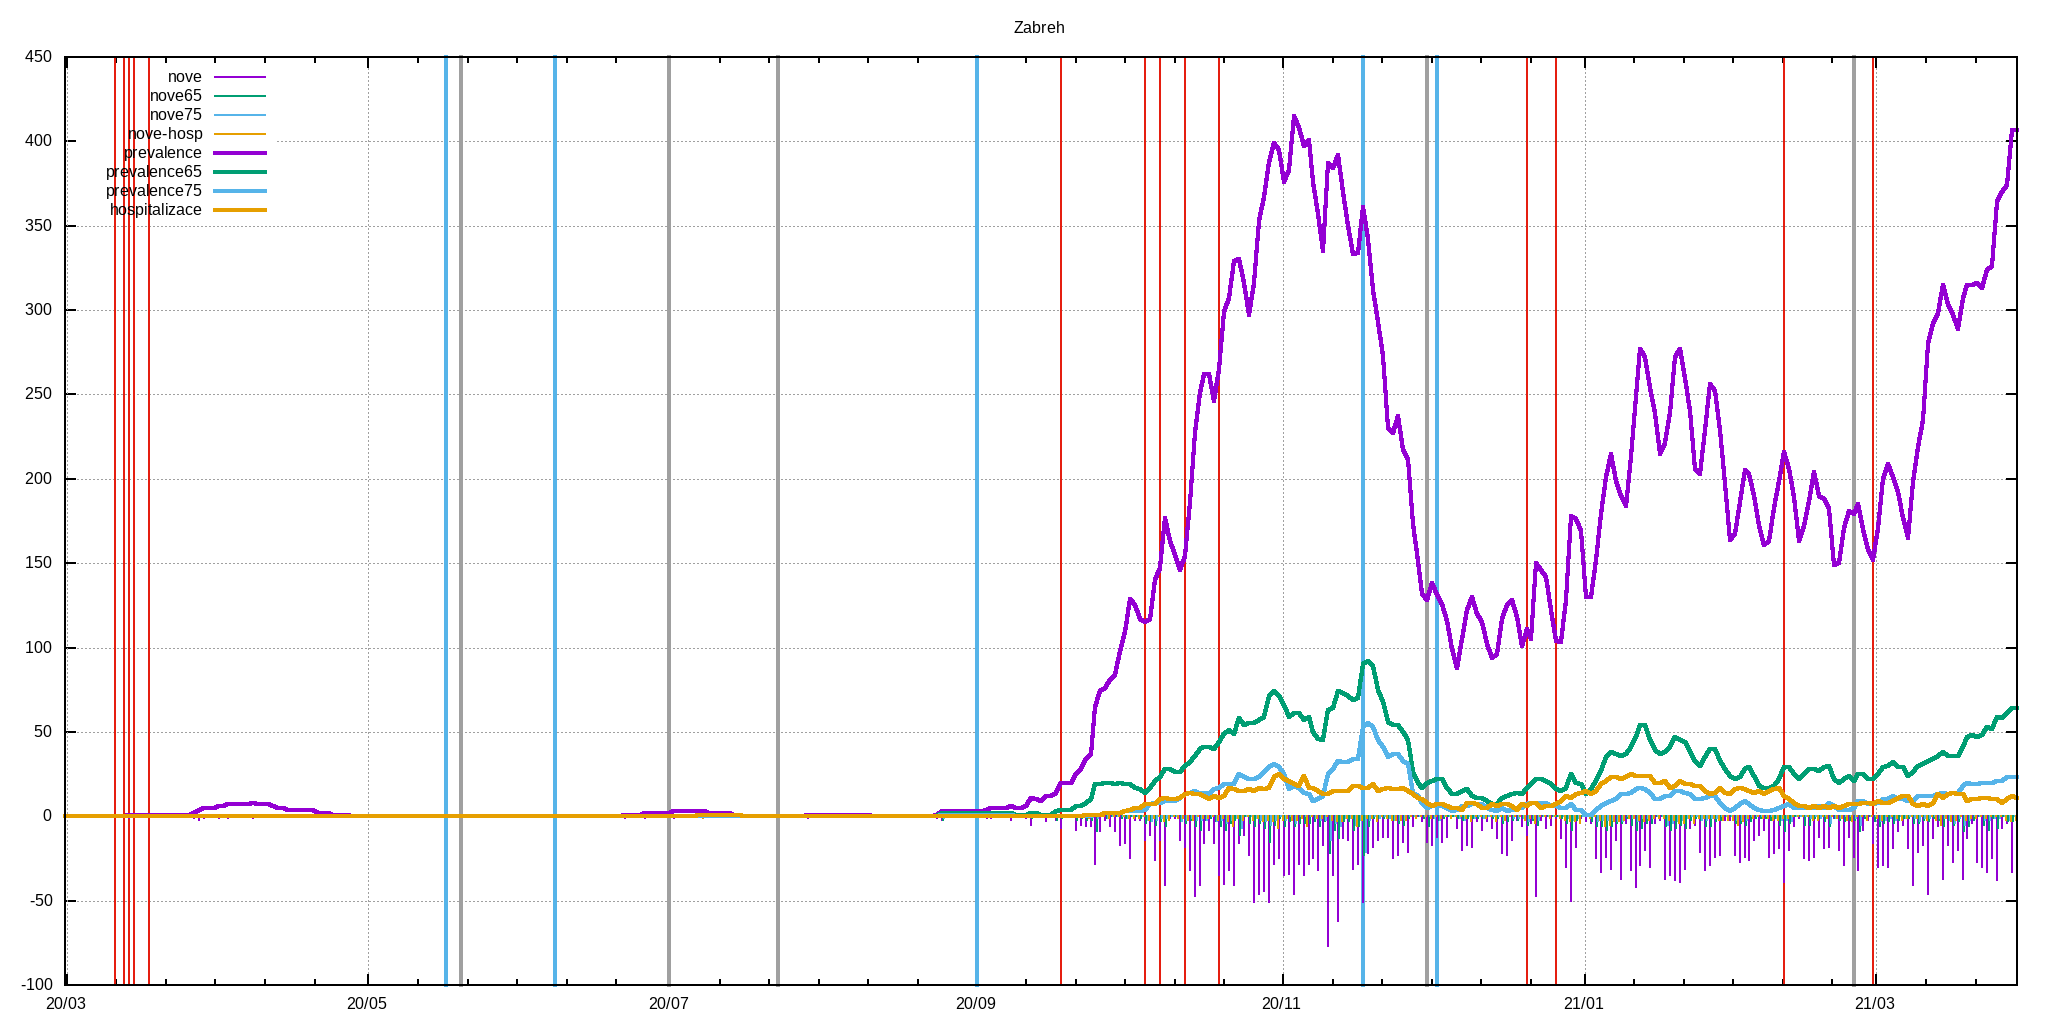 Zabreh
450
400
350
300
250
200
150
100
50
0
-50
-100
nove
nove65
nove75
nove-hosp
prevalence
prevalence65
prevalence75
hospitalizace
20/03 20/05 20/07 20/09 20/11 21/01 21/03